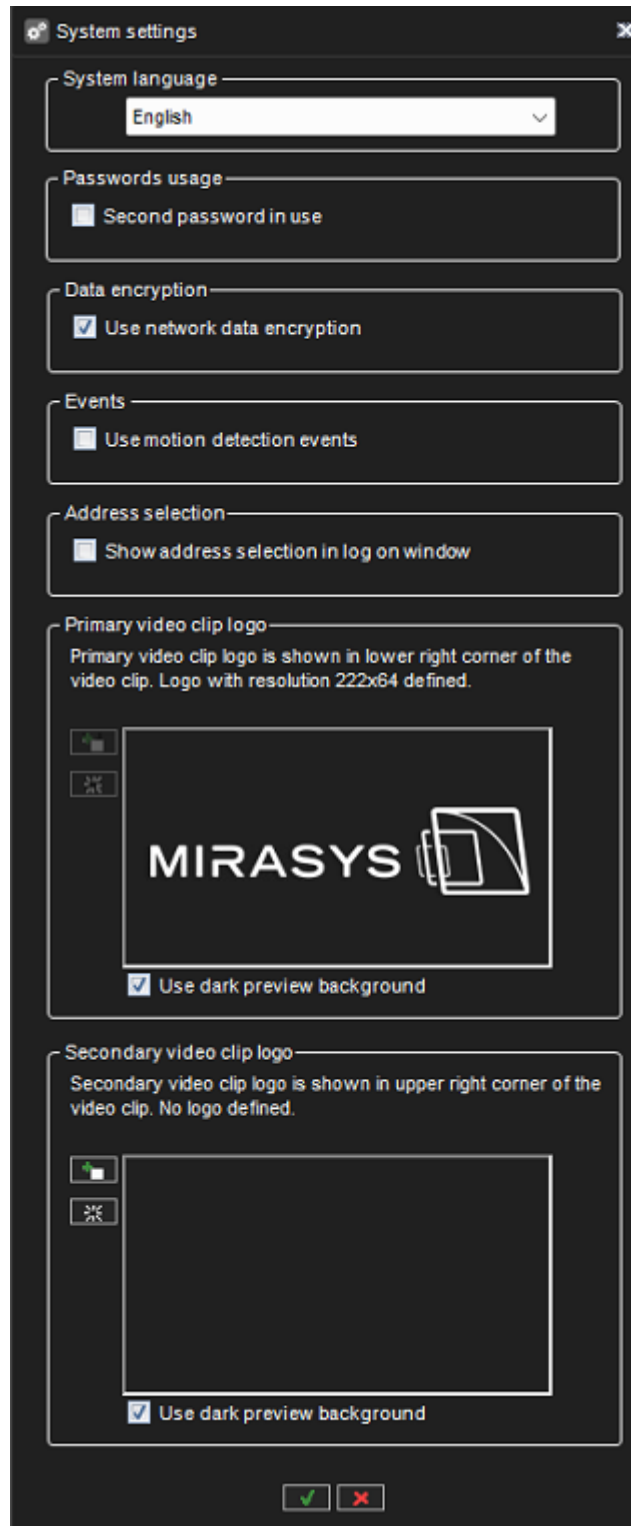 System settings
System language
English
Passwords usage
Second password in use
Data encryption
Use network data encryption
Events
Use motion detection events
Address selection
Show address selection in log on window
Primary video clip logo
Primary video clip logo is shown in lower right corner of the
video clip. Logo with resolution 222x64 defined.
MIRASYS
Use dark preview background
Secondary video clip logo
Secondary video clip logo is shown in upper right corner of the
video clip. No logo defined.
Use dark preview background